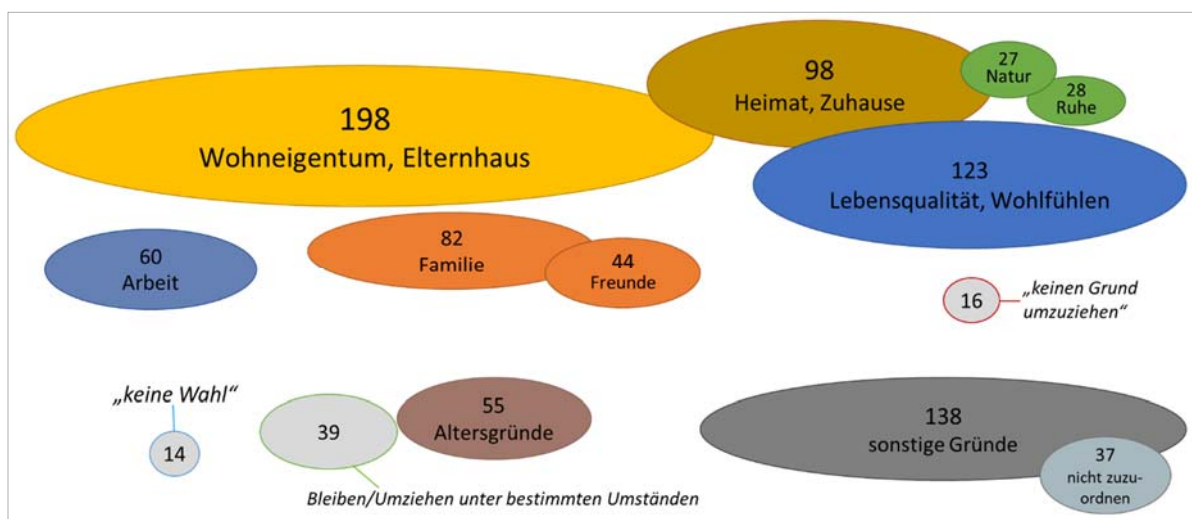 198
Wohneigentum, Elternhaus
98
Heimat, Zuhause
27
Natur
28
Ruhe
123
Lebensqualität, Wohlfühlen
60
Arbeit
82
Familie
44
Freunde
16
„keinen Grund
umzuziehen“
„keine Wahl“
14
39
55
Altersgründe
Bleiben/Umziehen unter bestimmten Umständen
138
sonstige Gründe
37
nicht zuzu-
ordnen